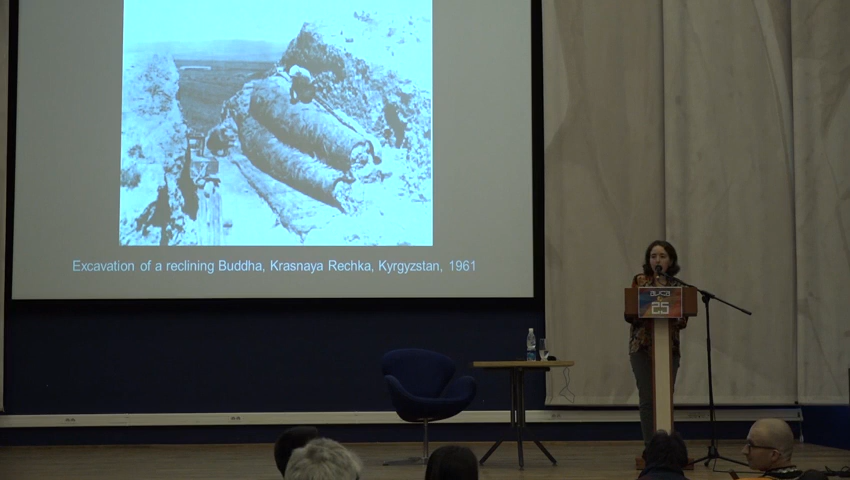 Excavation of a reclining Buddha, Krasnaya Rechka, Kyrgyzstan, 1961
auca
25